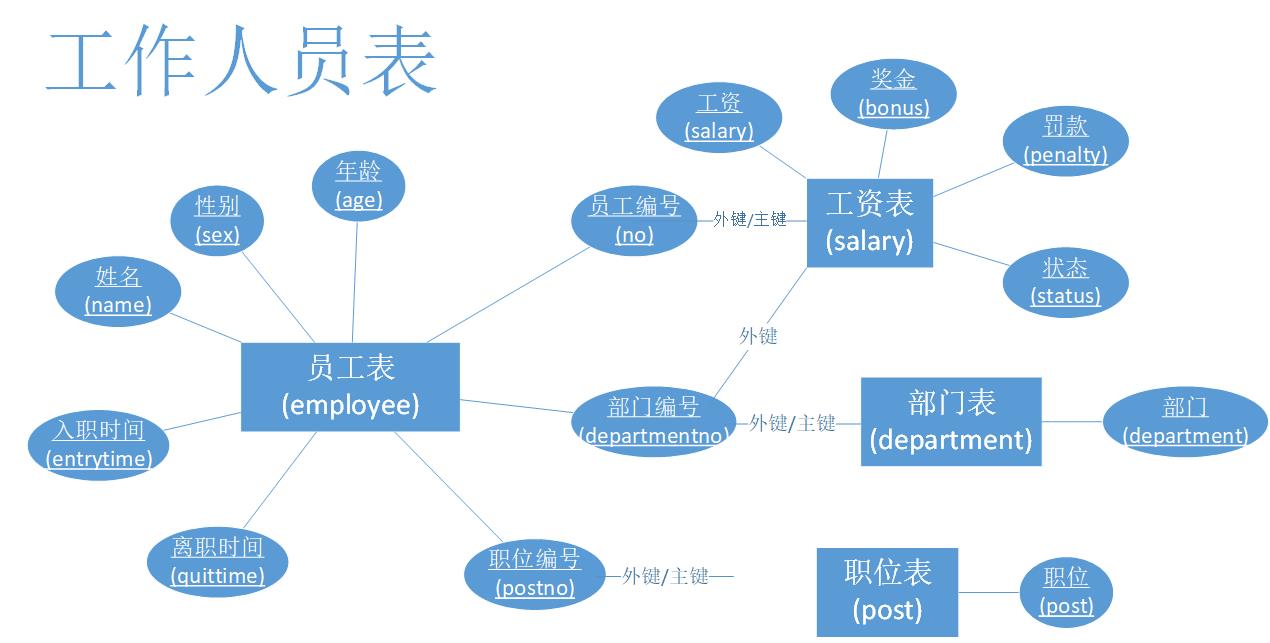 工作人员表
奖金
(bonus)
工资
(salary)
罚款
(penalty)
年龄
(age)
性别
(sex)
员工编号
(no)
外键/主键
工资表
(salary)
姓名
(name)
状态
(status)
外键
员工表
(employee)
部门编号
(departmentno)
外键/主键
部门表
(department)
部门
(department)
入职时间
(entrytime)
离职时间
(quittime)
职位编号
(postno)
外键/主键
职位表
(post)
职位
(post)